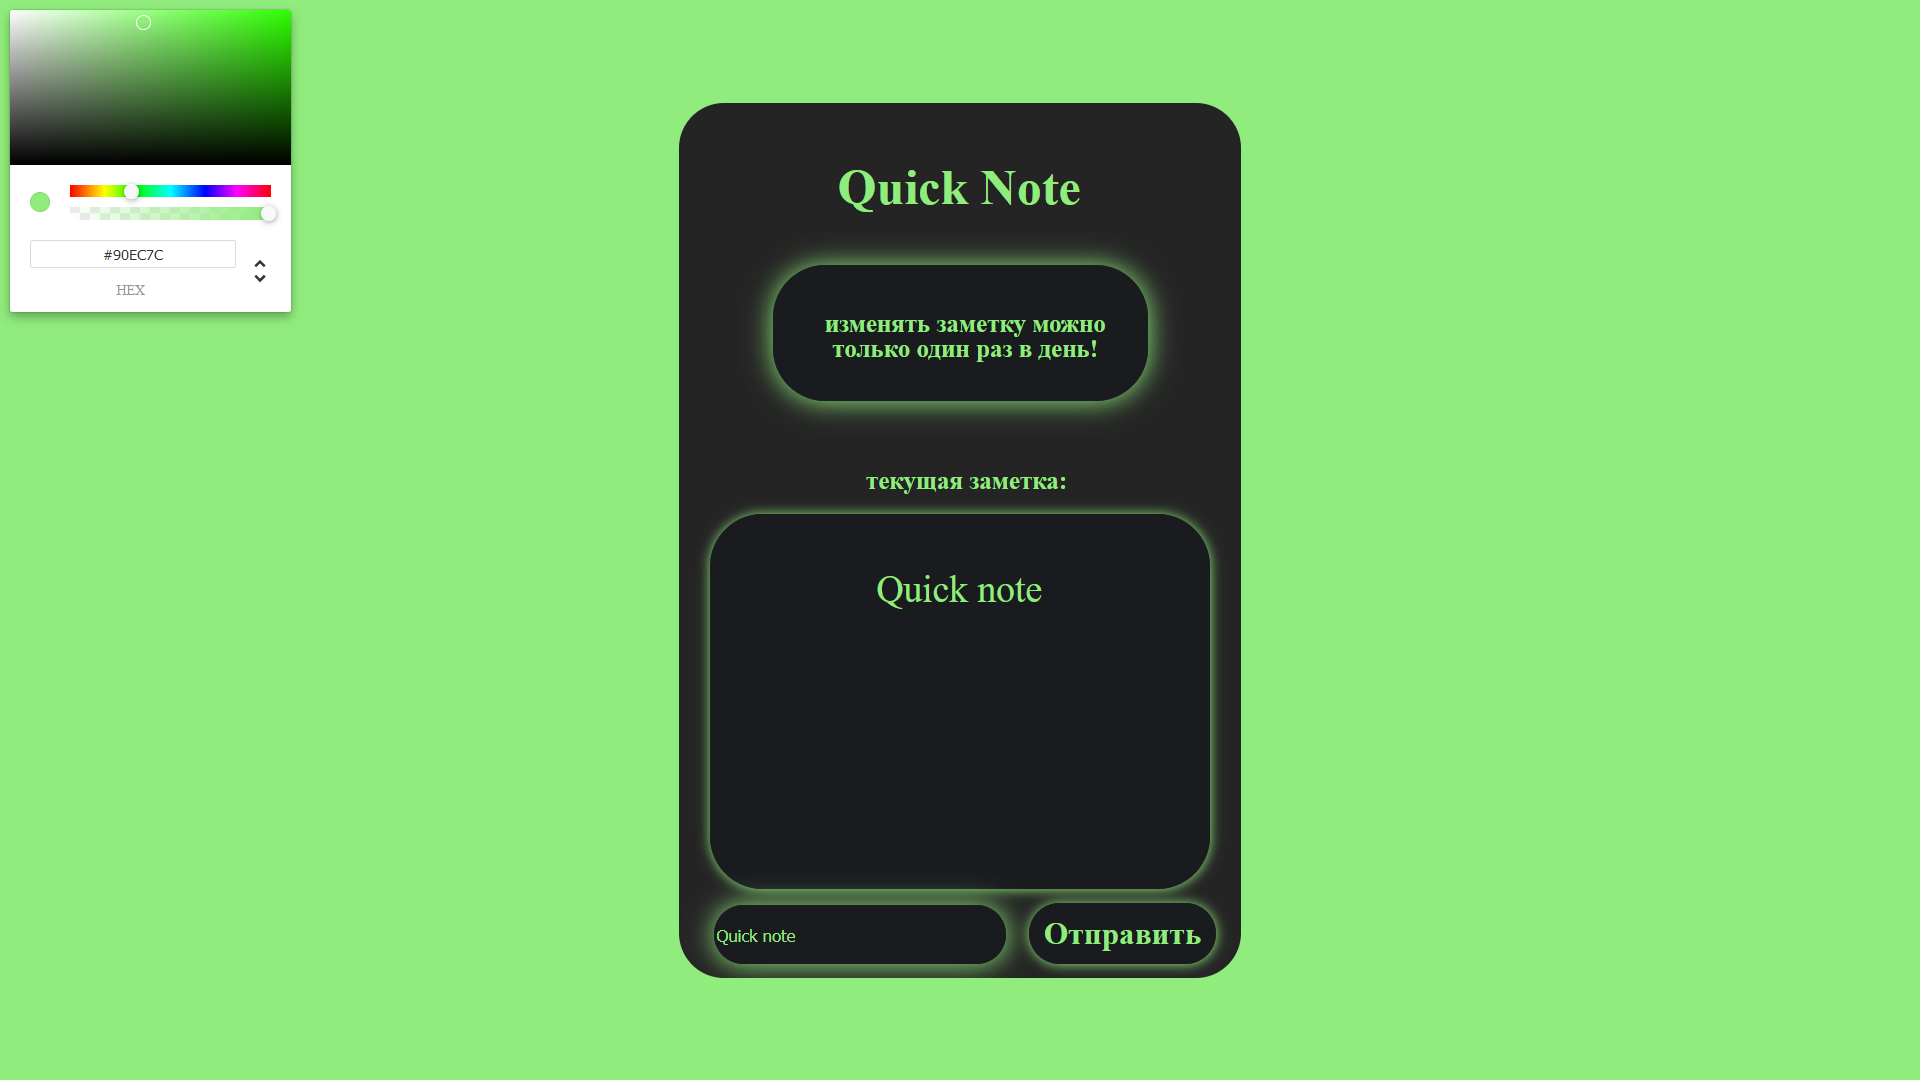 #90EC7C
HEX
Quick Note
изменять заметку можно
только один раз в день!
текущая заметка:
Quick note
Quick note
Отправить